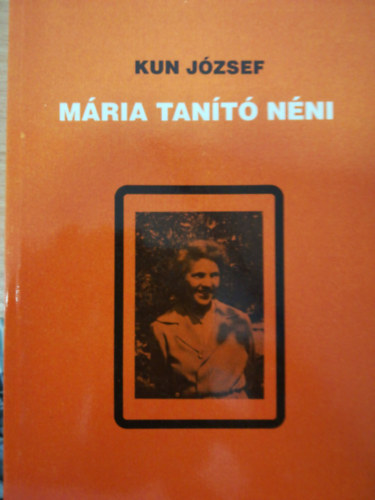 KUN JÓZSEF
MÁRIA TANÍTÓ NÉNI